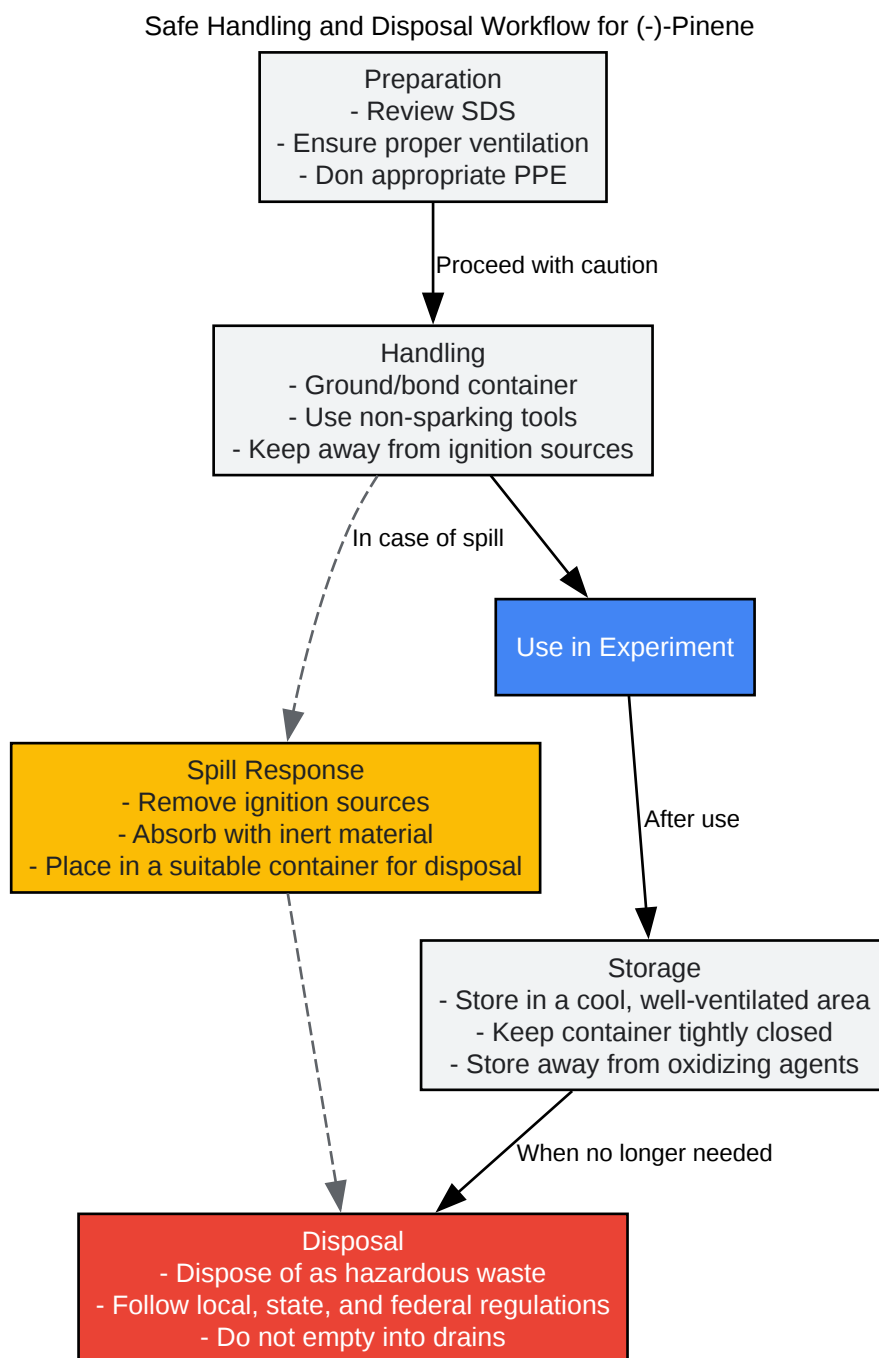 Safe Handling and Disposal Workflow for (-)-Pinene
Preparation
- Review SDS
- Ensure proper ventilation
- Don appropriate PPE
Proceed with caution
Handling
- Ground/bond container
- Use non-sparking tools
- Keep away from ignition sources
In case of spill
Use in Experiment
Spill Response
- Remove ignition sources
- Absorb with inert material
- Place in a suitable container for disposal
After use
Storage
- Store in a cool, well-ventilated area
- Keep container tightly closed
- Store away from oxidizing agents
When no longer needed
Disposal
- Dispose of as hazardous waste
- Follow local, state, and federal regulations
- Do not empty into drains